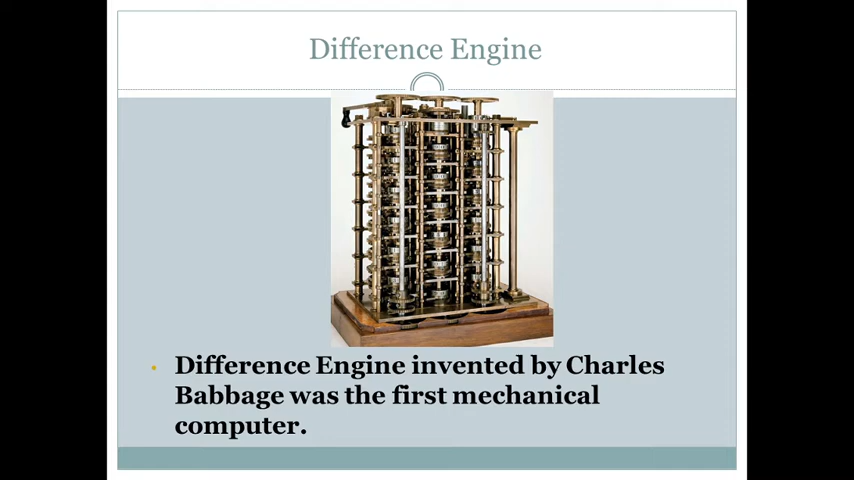 Difference Engine
Difference Engine invented by Charles
Babbage was the first mechanical
computer.